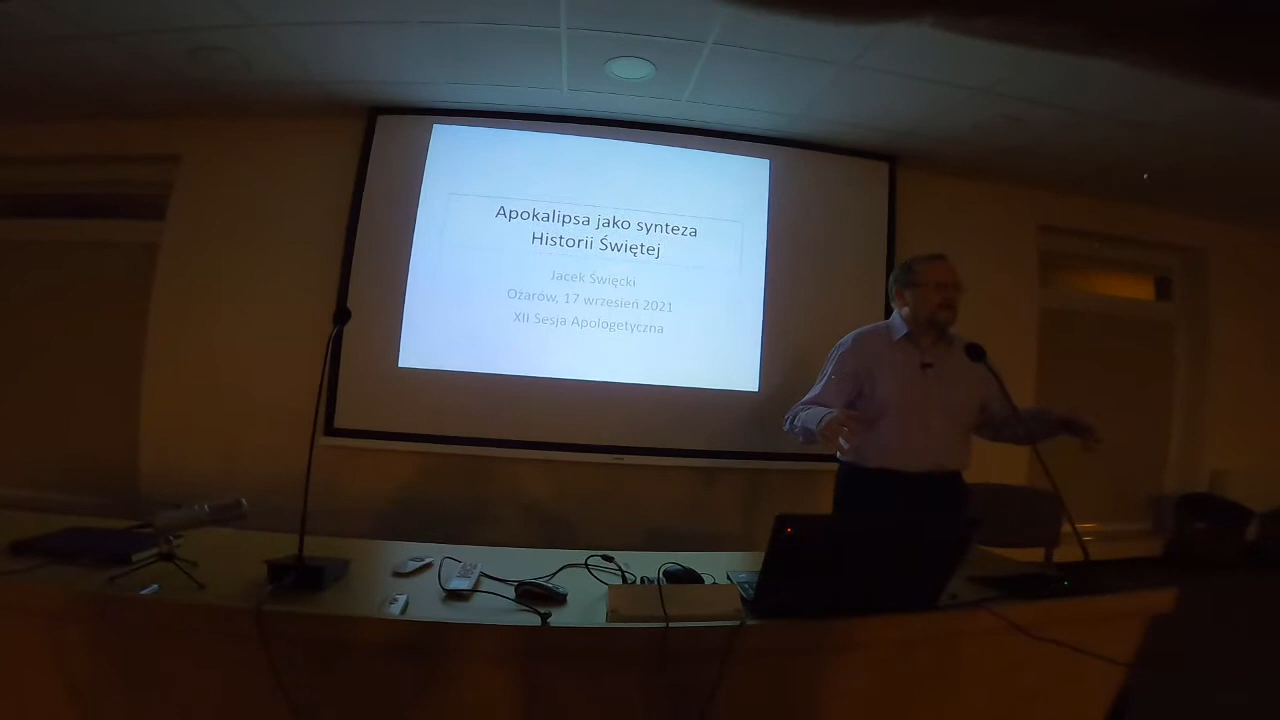 Apokalipsa jako synteza
Historii Świętej
Jacek Święcki
Ożarów, 17 wrzesień 2021
XII Sesja Apologetyczna